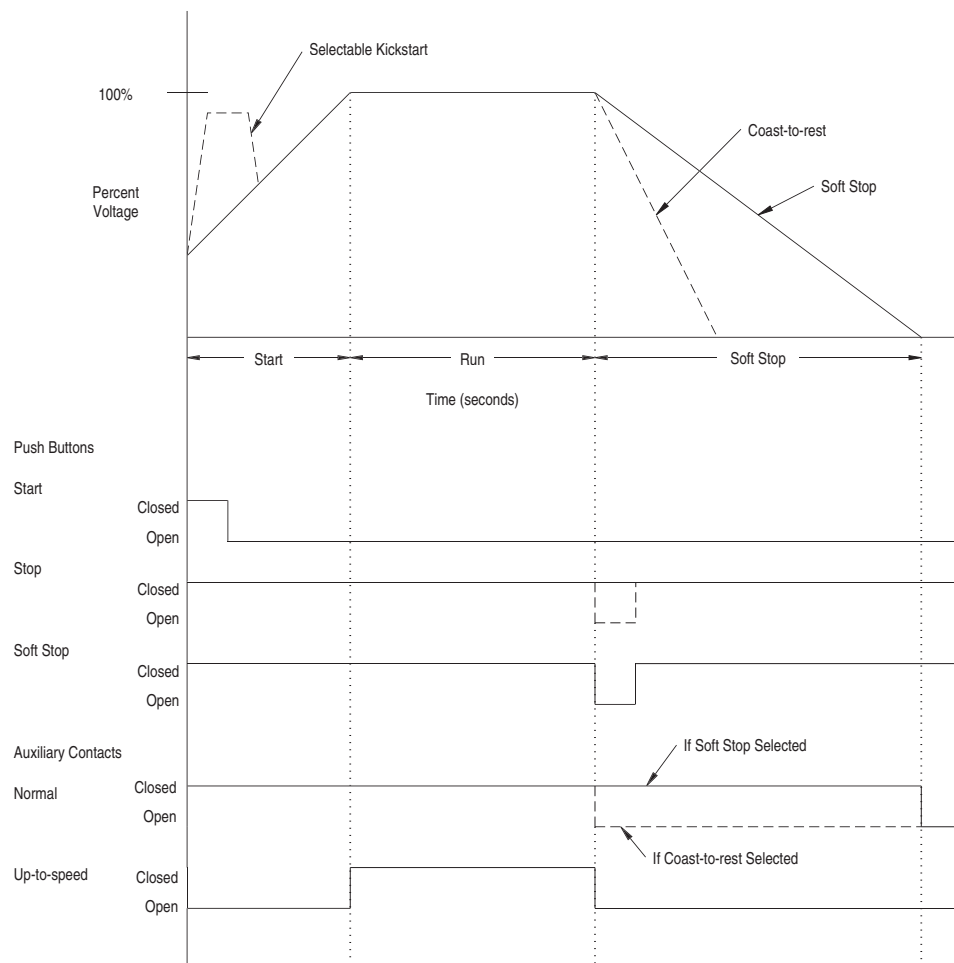 Selectable Kickstart
100%
Coast-to-rest
Percent
Voltage
Soft Stop
Start
Run
Soft Stop
Time (seconds)
Push Buttons
Start
Closed
Open
Stop
Closed
Open
Soft Stop
Closed
Open
If Soft Stop Selected
Auxiliary Contacts
Closed
Normal
Open
If Coast-to-rest Selected
Up-to-speed
Closed
Open